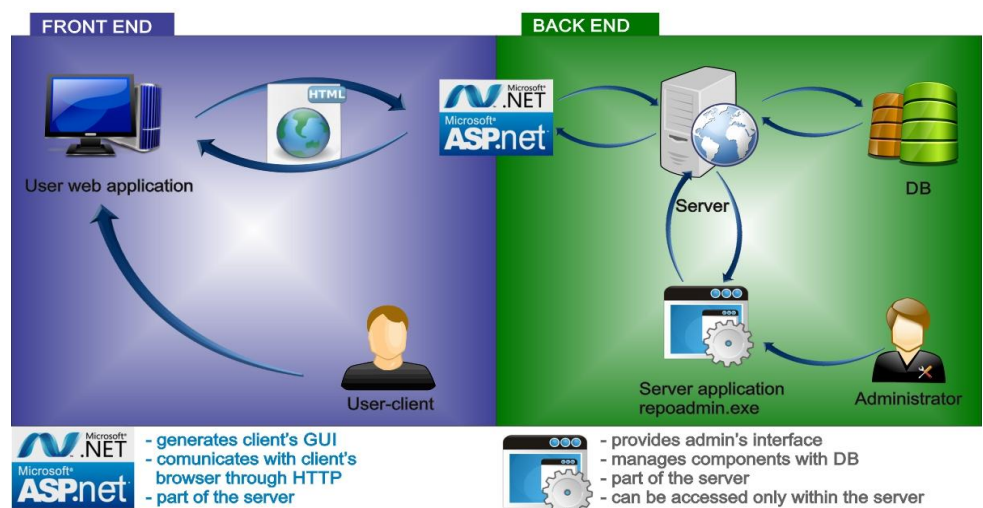 FRONT END
BACK END
HTML
Microsoft®
.NET
Microsoft®
ASP.net
User web application
Server
DB
User-client
Server application
repoadmin.exe
Administrator
Microsoft®
.NET
Microsoft®
ASP.net
- generates client's GUI
- comunicates with client's
browser through HTTP
- part of the server
- provides admin's interface
- manages components with DB
- part of the server
- can be accessed only within the server